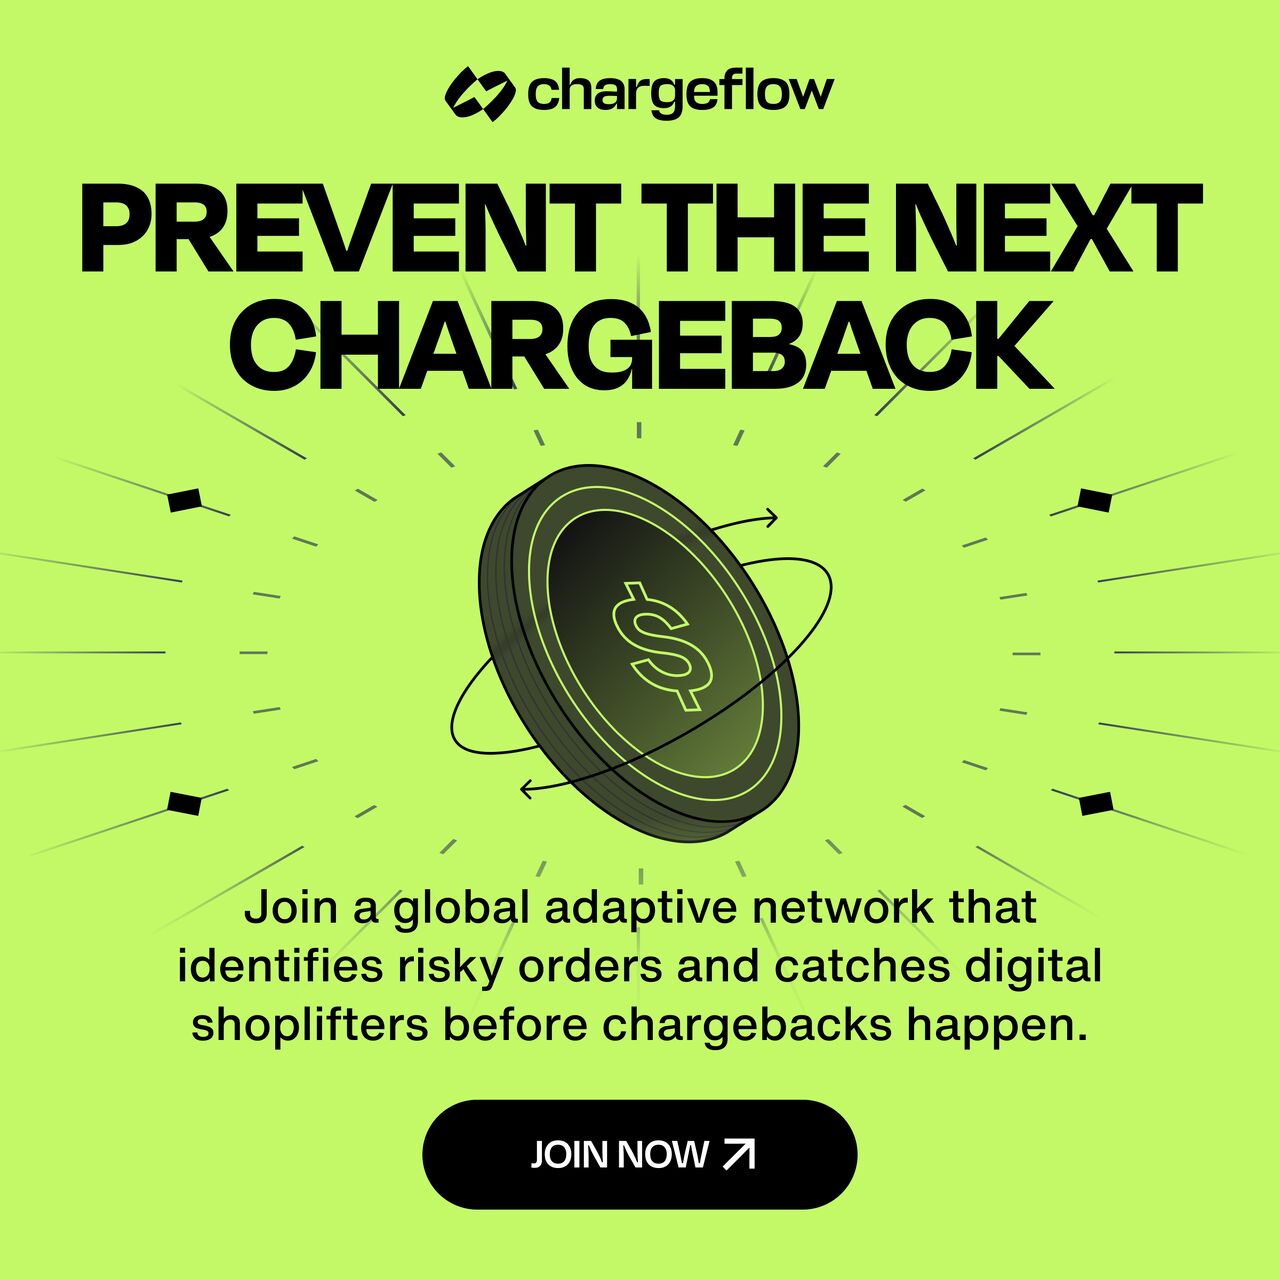 chargeflow
PREVENT THE NEXT
CHARGEBACK
$
Join a global adaptive network that
identifies risky orders and catches digital
shoplifters before chargebacks happen.
JOIN NOW